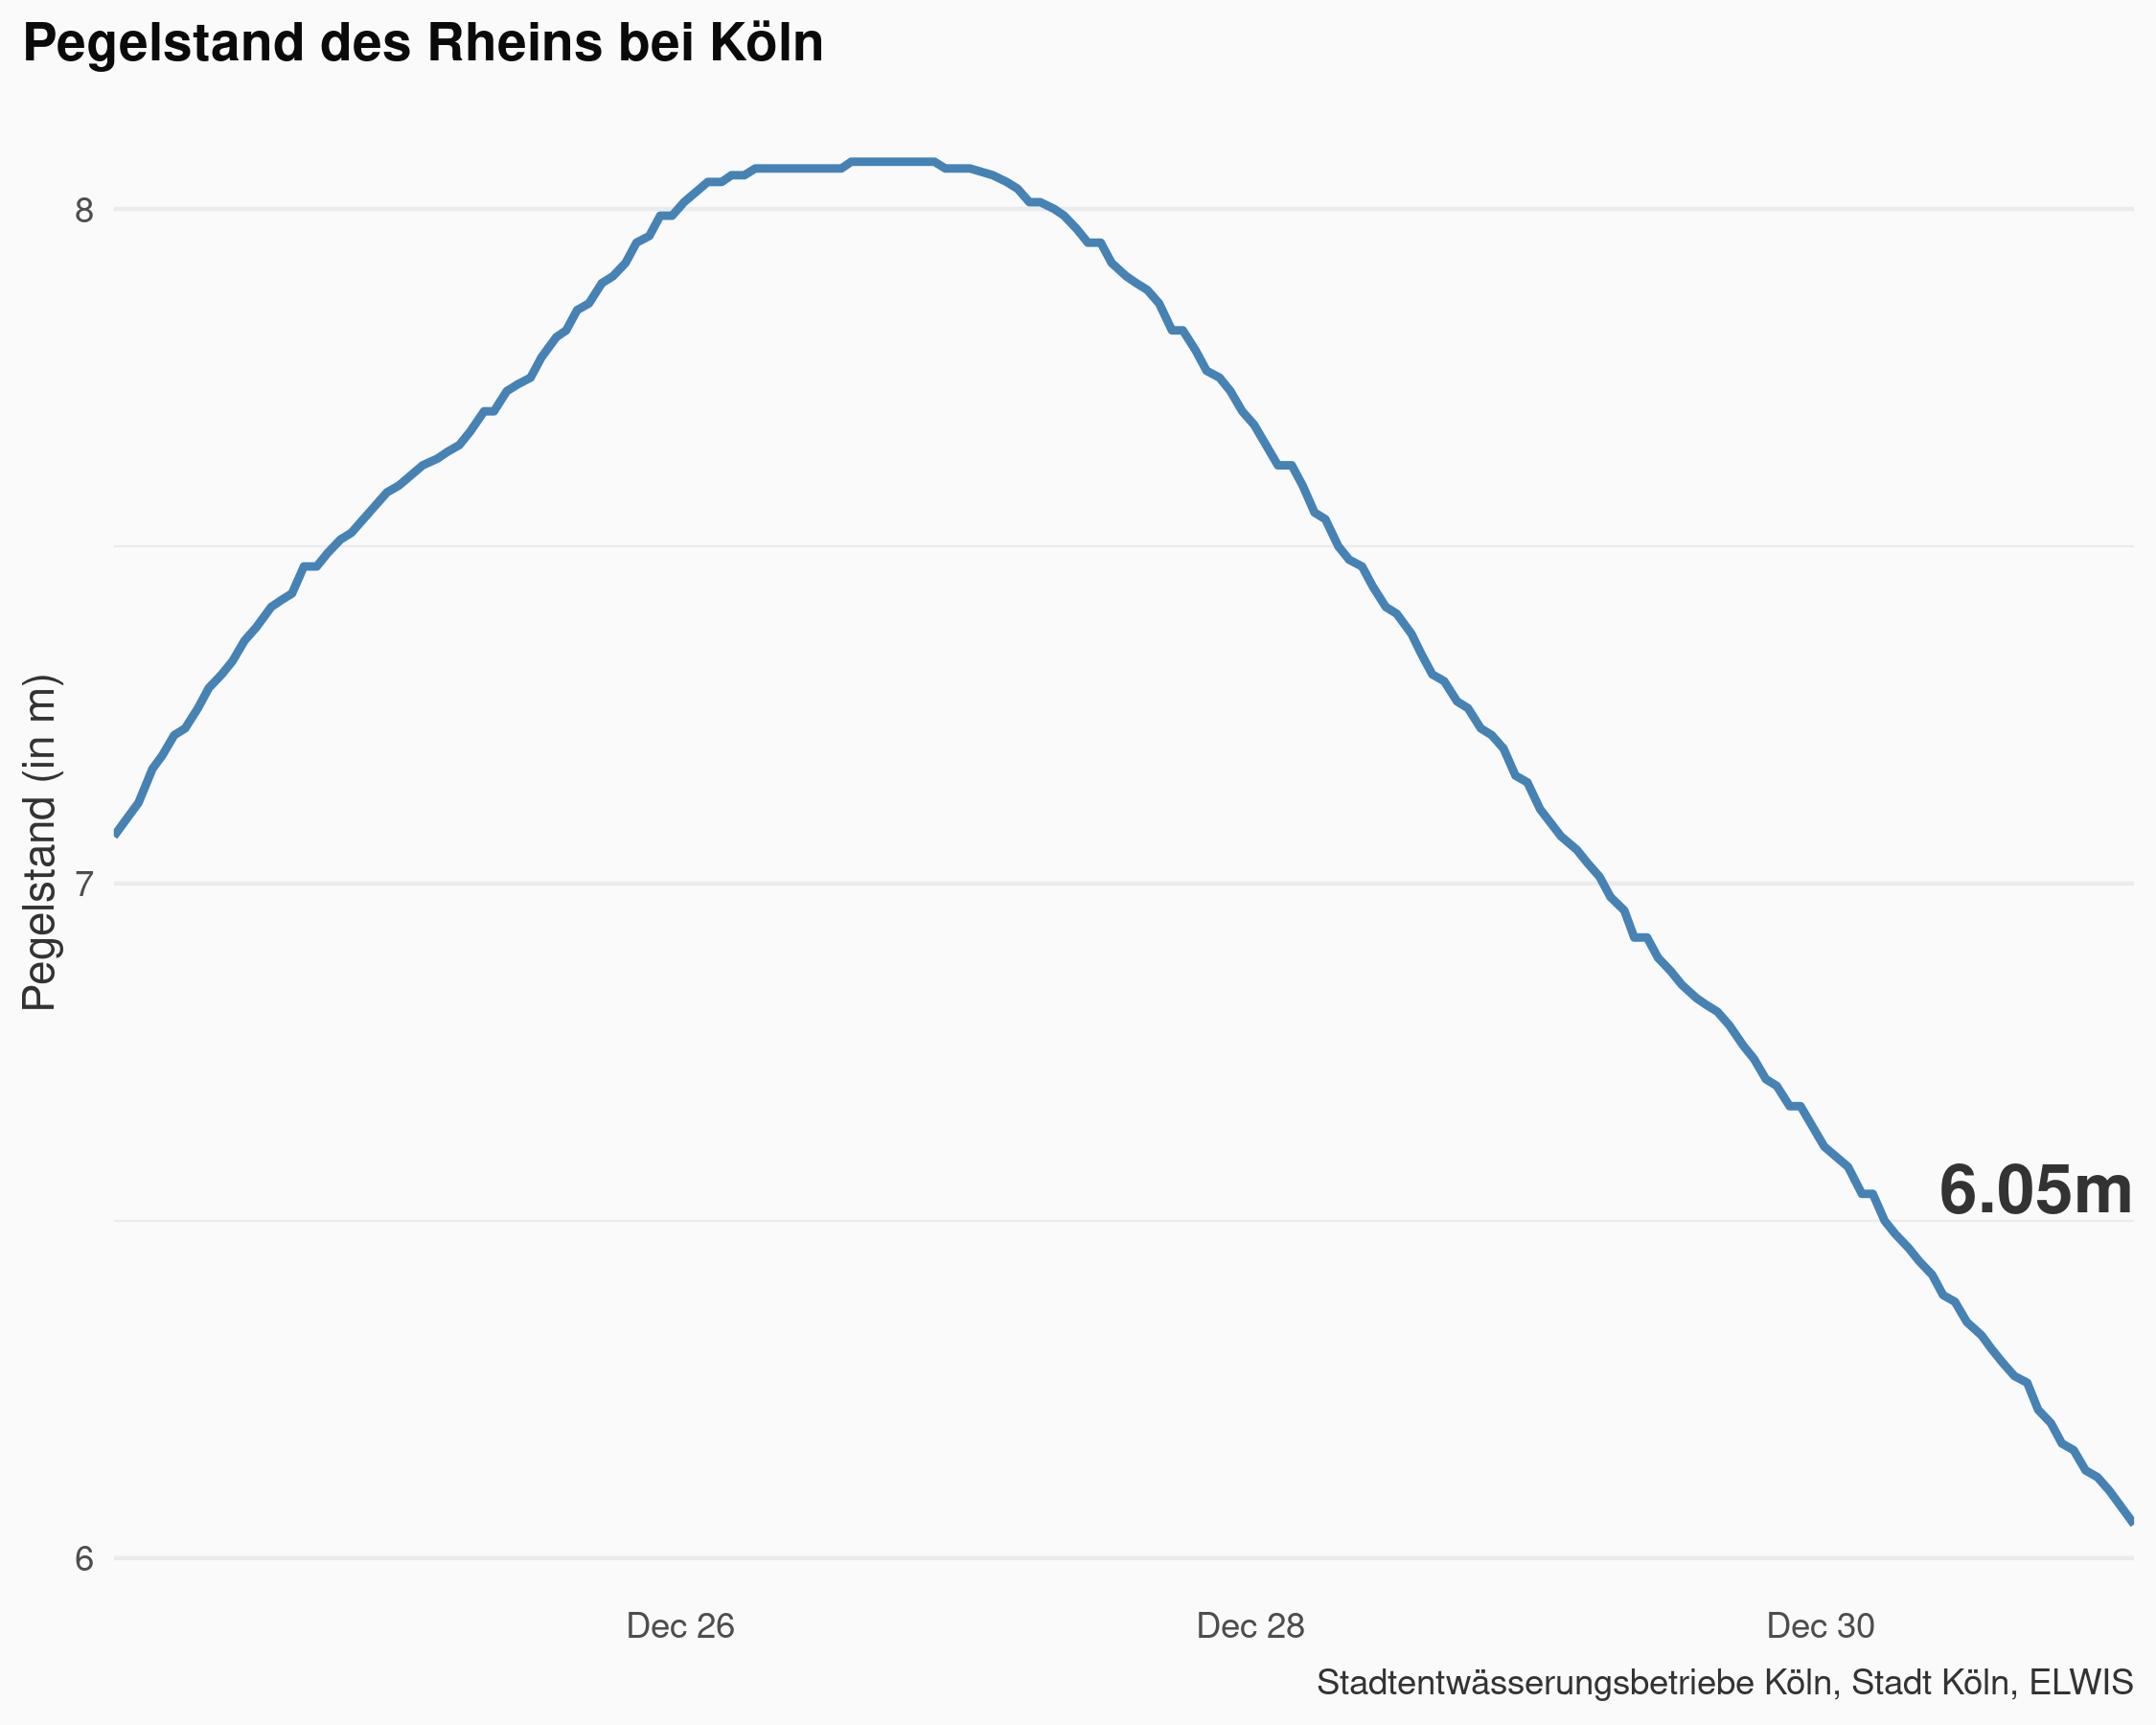 Pegelstand des Rheins bei Köln
Pegelstand (in m)
8
7
6
6.05m
Dec 26
Dec 28
Dec 30
Stadtentwässerungsbetriebe Köln, Stadt Köln, ELWIS